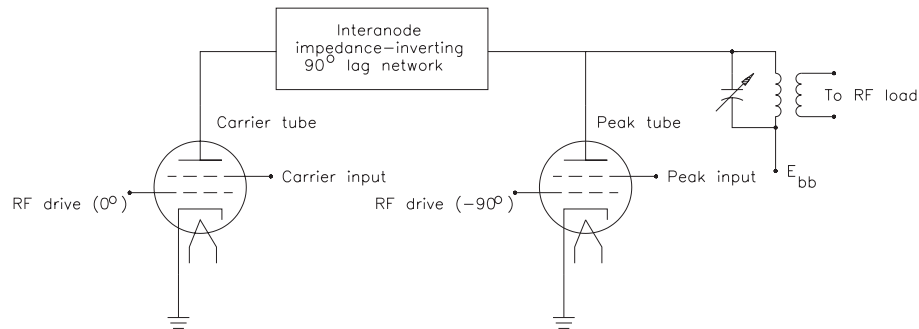 Interanode
impedance–inverting
90° lag network
Carrier tube
Peak tube
To RF load
Carrier input
Peak input
E_bb
RF drive (0°)
RF drive (–90°)